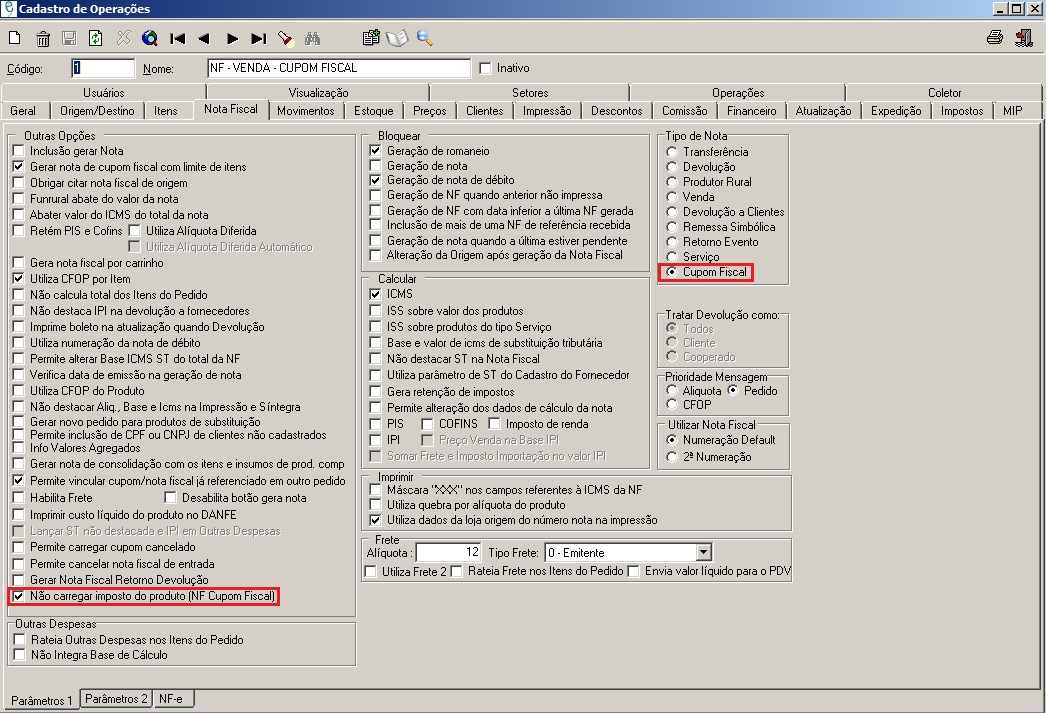 Cadastro de Operações
Código: 1 Nome: NF - VENDA - CUPOM FISCAL Inativo
Usuários Visualização Setores Operações Coletor
Geral Origem/Destino Itens Nota Fiscal Movimentos Estoque Preços Clientes Impressão Descontos Comissão Financeiro Atualização Expedição Impostos MIP
Outras Opções
Inclusão gerar Nota
Gerar nota de cupom fiscal com limite de itens
Obrigar citar nota fiscal de origem
Funrural abate do valor da nota
Abater valor do ICMS do total da nota
Retém PIS e Cofins Utiliza Alíquota Diferida
Utiliza Alíquota Diferida Automático
Gera nota fiscal por carrinho
Utiliza CFOP por Item
Não calcula total dos Itens do Pedido
Não destaca IPI na devolução a fornecedores
Imprime boleto na atualização quando Devolução
Utiliza numeração da nota de débito
Permite alterar Base ICMS ST do total da NF
Verifica data de emissão na geração de nota
Utiliza CFOP do Produto
Não destacar Aliq., Base e Icms na Impressão e Síntegra
Gerar novo pedido para produtos de substituição
Permite inclusão de CPF ou CNPJ de clientes não cadastrados
Info Valores Agregados
Gerar nota de consolidação com os itens e insumos de prod. comp
Permite vincular cupom/nota fiscal já referenciado em outro pedido
Habilita Frete Desabilita botão gera nota
Imprimir custo líquido do produto no DANFE
Lançar ST não destacada e IPI em Outras Despesas
Permite carregar cupom cancelado
Permite cancelar nota fiscal de entrada
Gerar Nota Fiscal Retorno Devolução
Não carregar imposto do produto (NF Cupom Fiscal)
Outras Despesas
Rateia Outras Despesas nos Itens do Pedido
Não Integra Base de Cálculo
Bloquear
Geração de romaneio
Geração de nota
Geração de nota de débito
Geração de NF quando anterior não impressa
Geração de NF com data inferior a última NF gerada
Inclusão de mais de uma NF de referência recebida
Geração de nota quando a última estiver pendente
Alteração da Origem após geração da Nota Fiscal
Calcular
ICMS
ISS sobre valor dos produtos
ISS sobre produtos do tipo Serviço
Base e valor de icms de substituição tributária
Não destacar ST na Nota Fiscal
Utiliza parâmetro de ST do Cadastro do Fornecedor
Gera retenção de impostos
Permite alteração dos dados de cálculo da nota
PIS COFINS Imposto de renda
IPI Preço Venda na Base IPI
Somar Frete e Imposto Importação no valor IPI
Imprimir
Máscara "XXX" nos campos referentes à ICMS da NF
Utiliza quebra por alíquota do produto
Utiliza dados da loja origem do número nota na impressão
Frete
Alíquota : 12 Tipo Frete: 0 - Emitente
Utiliza Frete 2 Rateia Frete nos Itens do Pedido Envia valor líquido para o PDV
Tipo de Nota
Transferência
Devolução
Produtor Rural
Venda
Devolução a Clientes
Remessa Simbólica
Retorno Evento
Serviço
Cupom Fiscal
Tratar Devolução como:
Todos
Cliente
Cooperado
Prioridade Mensagem
Aliquota Pedido
CFOP
Utilizar Nota Fiscal
Numeração Default
2ª Numeração
Parâmetros 1 Parâmetros 2 NF-e